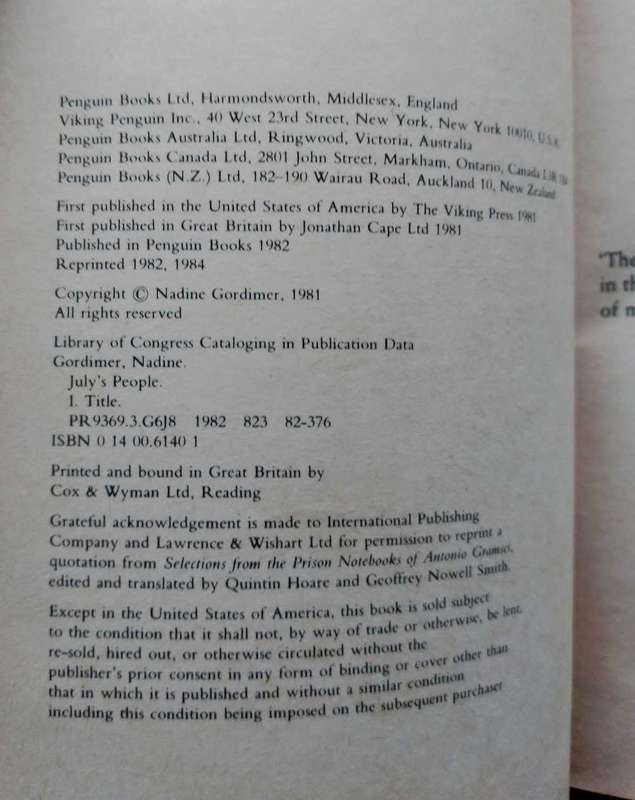 Penguin Books Ltd, Harmondsworth, Middlesex, England
Viking Penguin Inc., 40 West 23rd Street, New York, New York 10010, U.S.A.
Penguin Books Australia Ltd, Ringwood, Victoria, Australia
Penguin Books Canada Ltd, 2801 John Street, Markham, Ontario, Canada
Penguin Books (N.Z.) Ltd, 182–190 Wairau Road, Auckland 10, New Zealand
First published in the United States of America by The Viking Press 1981
First published in Great Britain by Jonathan Cape Ltd 1981
Published in Penguin Books 1982
Reprinted 1982, 1984
Copyright © Nadine Gordimer, 1981
All rights reserved
Library of Congress Cataloging in Publication Data
Gordimer, Nadine.
July's People.
I. Title.
PR9369.3.G6J8 1982 823 82-376
ISBN 0 14 00.6140 1
Printed and bound in Great Britain by
Cox & Wyman Ltd, Reading
Grateful acknowledgement is made to International Publishing
Company and Lawrence & Wishart Ltd for permission to reprint a
quotation from Selections from the Prison Notebooks of Antonio Gramsci,
edited and translated by Quintin Hoare and Geoffrey Nowell Smith.
Except in the United States of America, this book is sold subject
to the condition that it shall not, by way of trade or otherwise, be lent,
re-sold, hired out, or otherwise circulated without the
publisher's prior consent in any form of binding or cover other than
that in which it is published and without a similar condition
including this condition being imposed on the subsequent purchaser
'The
in th
of m